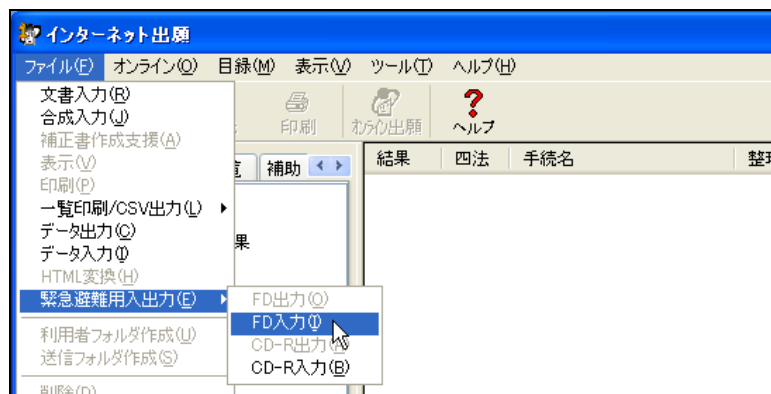 インターネット出願
ファイル(F) オンライン(O) 目録(M) 表示(V) ツール(T) ヘルプ(H)
文書入力(R)
合成入力(J)
補正書作成支援(A)
表示(V)
印刷(P)
一覧印刷/CSV出力(L)
データ出力(C)
データ入力(I)
HTML変換(H)
緊急避難用入出力(E)
利用者フォルダ作成(U)
送信フォルダ作成(S)
削除(D)
印刷 オンライン出願 ヘルプ
補助
結果 四法 手続名 整理
果
FD出力(O)
FD入力(I)
CD-R出力(A)
CD-R入力(B)